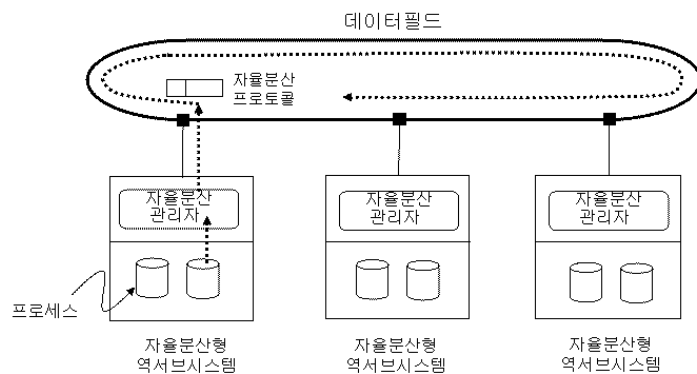 데이터필드
자율분산
프로토콜
자율분산
관리자
자율분산
관리자
자율분산
관리자
프로세스
자율분산형
역서브시스템
자율분산형
역서브시스템
자율분산형
역서브시스템